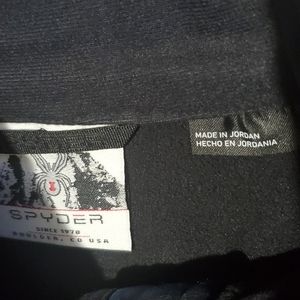 MADE IN JORDAN
HECHO EN JORDANIA
SPYDER
SINCE 1978
BOULDER, CO USA